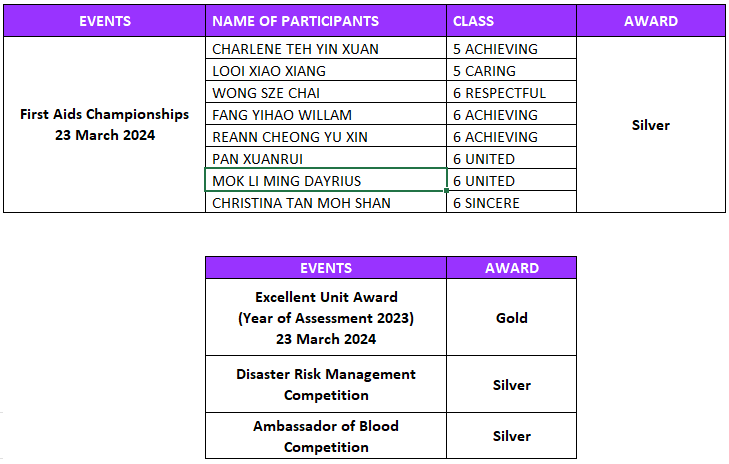 EVENTS NAME OF PARTICIPANTS CLASS AWARD
First Aids Championships
23 March 2024
CHARLENE TEH YIN XUAN 5 ACHIEVING
LOOI XIAO XIANG 5 CARING
WONG SZE CHAI 6 RESPECTFUL
FANG YIHAO WILLAM 6 ACHIEVING
REANN CHEONG YU XIN 6 ACHIEVING
PAN XUANRUI 6 UNITED
MOK LI MING DAYRIUS 6 UNITED
CHRISTINA TAN MOH SHAN 6 SINCERE
Silver
EVENTS AWARD
Excellent Unit Award
(Year of Assessment 2023)
23 March 2024
Gold
Disaster Risk Management
Competition
Silver
Ambassador of Blood
Competition
Silver